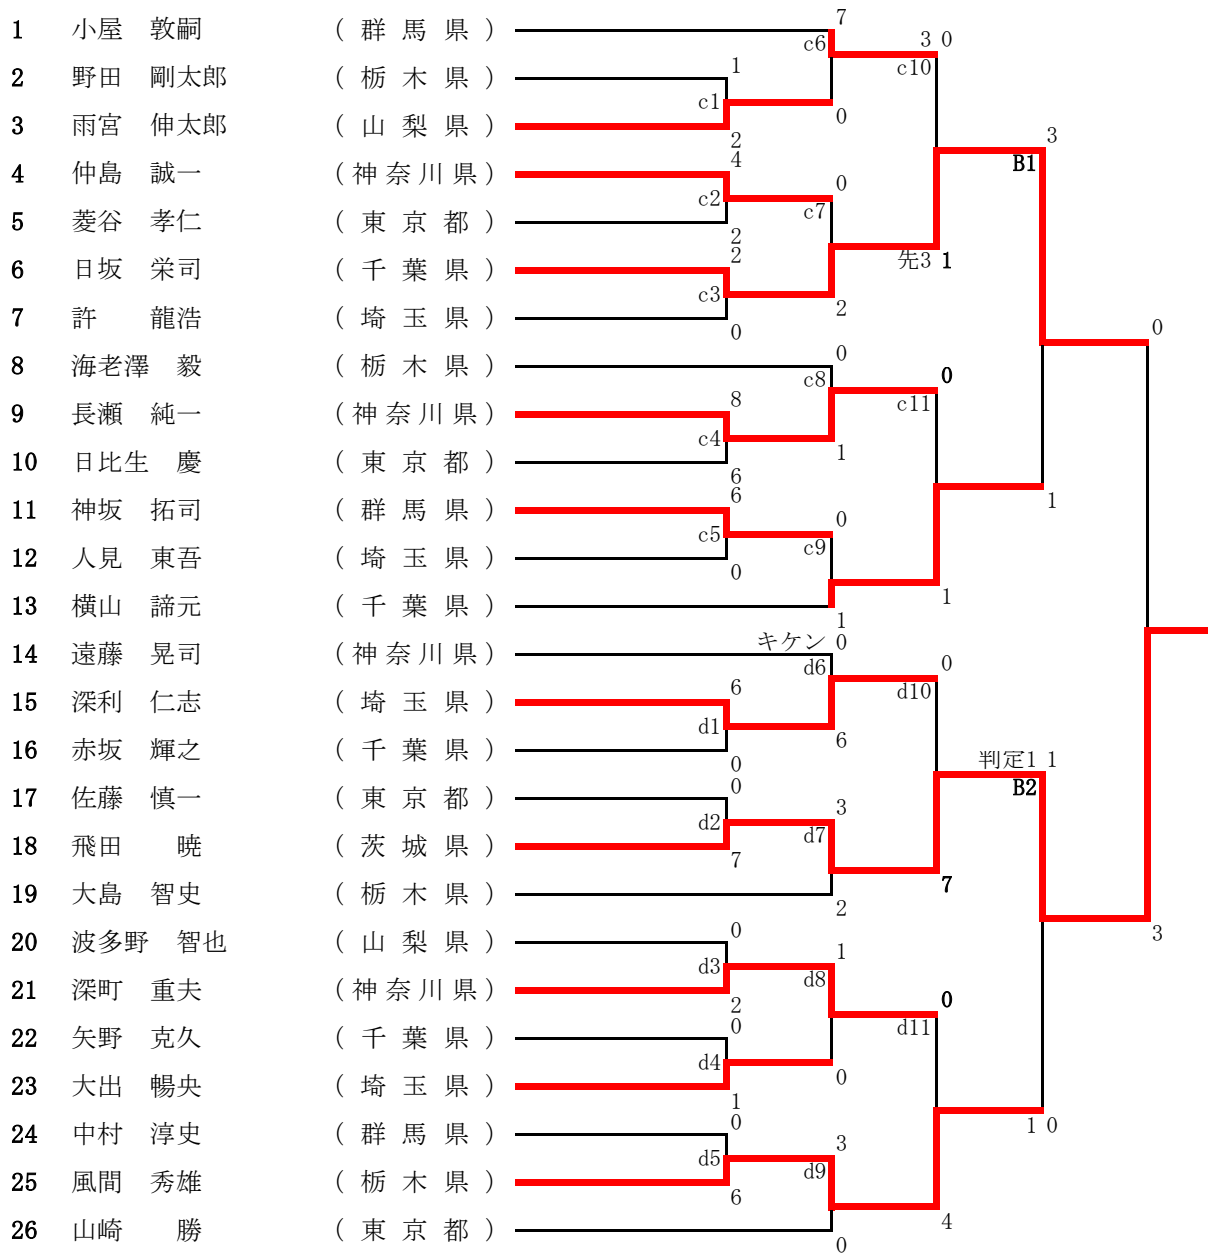 7
1 小屋 敦嗣 ( 群 馬 県 )
c6 3 0
1 c10
2 野田 剛太郎 ( 栃 木 県 )
c1 0
3 雨宮 伸太郎 ( 山 梨 県 )
2 3
4 B1
4 仲島 誠一 ( 神 奈 川 県 )
0
c2 c7
5 菱谷 孝仁 ( 東 京 都 )
2
2 先3 1
6 日坂 栄司 ( 千 葉 県 )
c3 2
7 許 龍浩 ( 埼 玉 県 )
0 0
0
8 海老澤 毅 ( 栃 木 県 )
c8 0
8 c11
9 長瀬 純一 ( 神 奈 川 県 )
c4 1
10 日比生 慶 ( 東 京 都 )
6
6 1
11 神坂 拓司 ( 群 馬 県 )
0
c5 c9
12 人見 東吾 ( 埼 玉 県 )
0
1
13 横山 諦元 ( 千 葉 県 )
1
キケン 0
14 遠藤 晃司 ( 神 奈 川 県 )
d6 0
6 d10
15 深利 仁志 ( 埼 玉 県 )
d1 6
16 赤坂 輝之 ( 千 葉 県 )
0 判定1 1
0 B2
17 佐藤 慎一 ( 東 京 都 )
3
d2 d7
18 飛田 暁 ( 茨 城 県 )
7
7
19 大島 智史 ( 栃 木 県 )
2
0 3
20 波多野 智也 ( 山 梨 県 )
1
d3 d8
21 深町 重夫 ( 神 奈 川 県 )
2 0
0 d11
22 矢野 克久 ( 千 葉 県 )
d4 0
23 大出 暢央 ( 埼 玉 県 )
1
0 1 0
24 中村 淳史 ( 群 馬 県 )
3
d5 d9
25 風間 秀雄 ( 栃 木 県 )
6
4
26 山崎 勝 ( 東 京 都 )
0